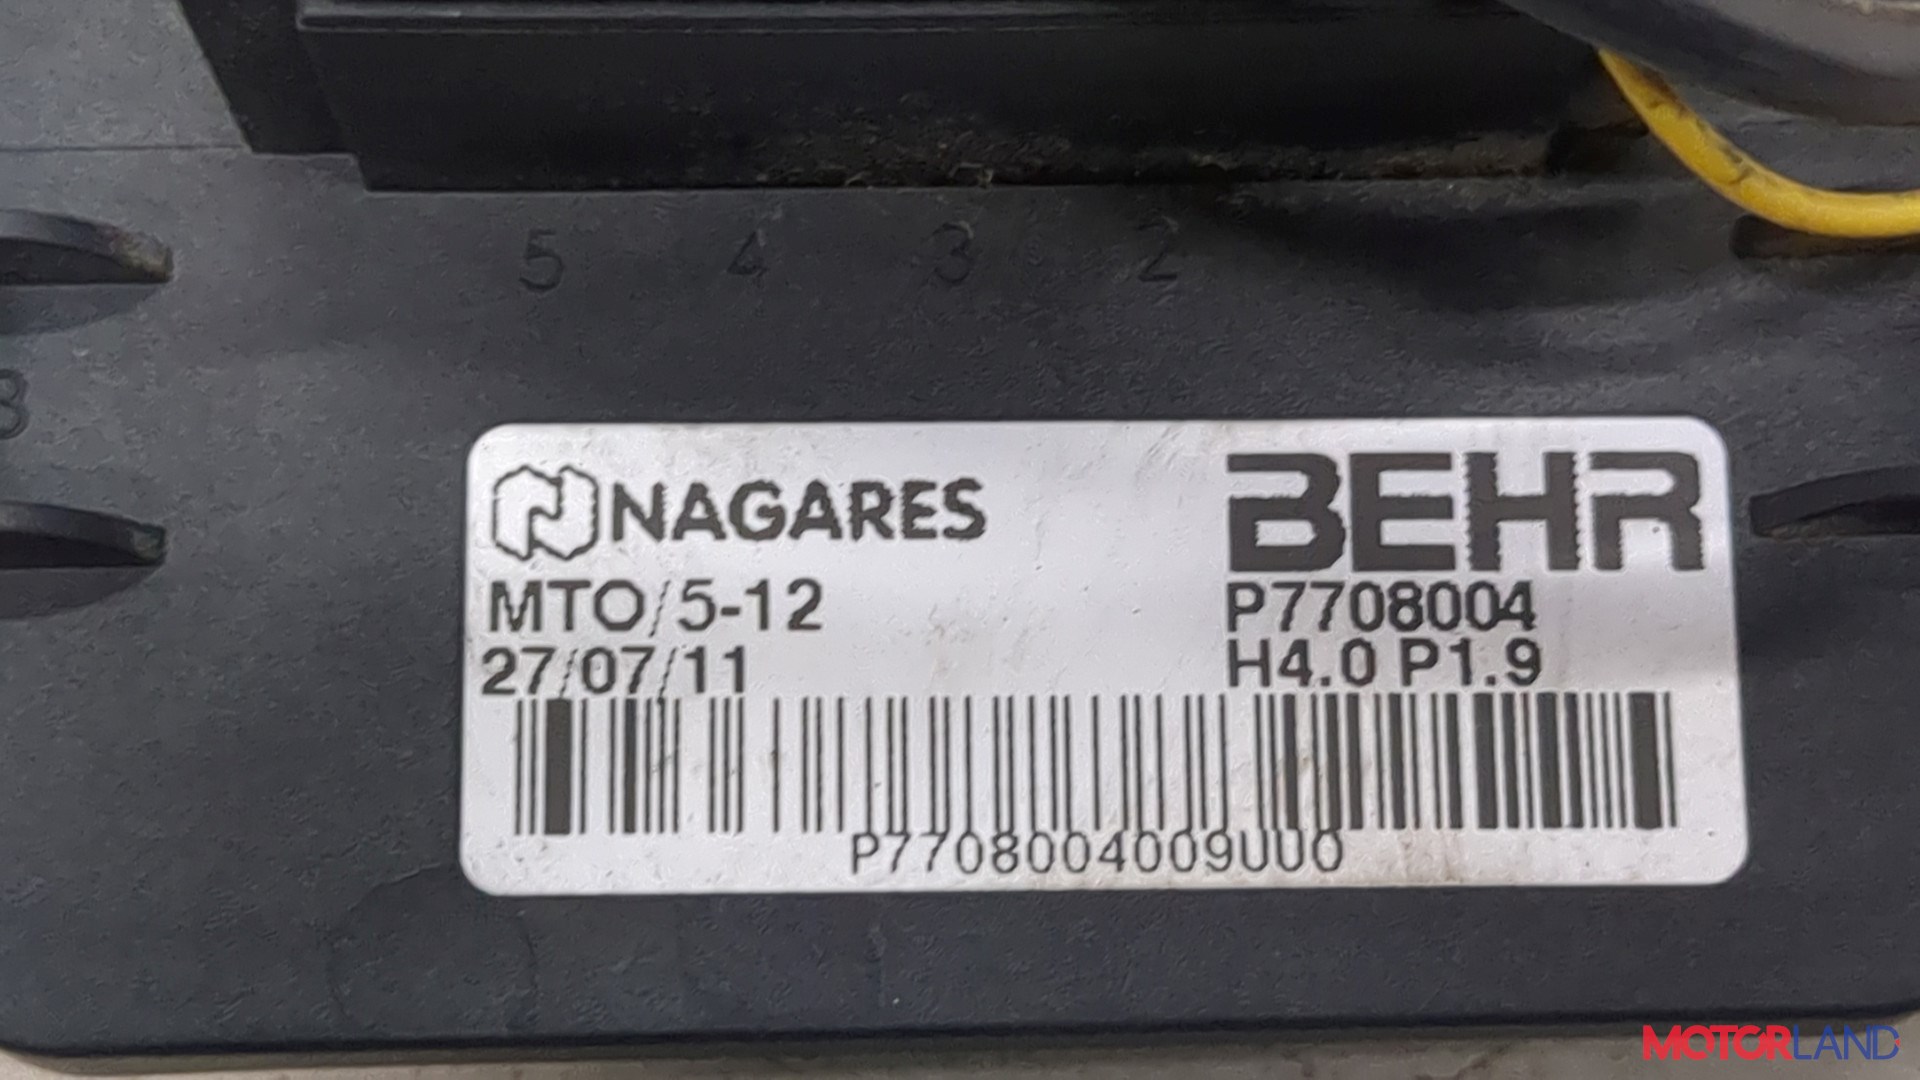 5 4 3 2
3
NAGARES
BEHR
MTO/5-12
P7708004
27/07/11
H4.0 P1.9
P7708004009UU0
MOTORLAND